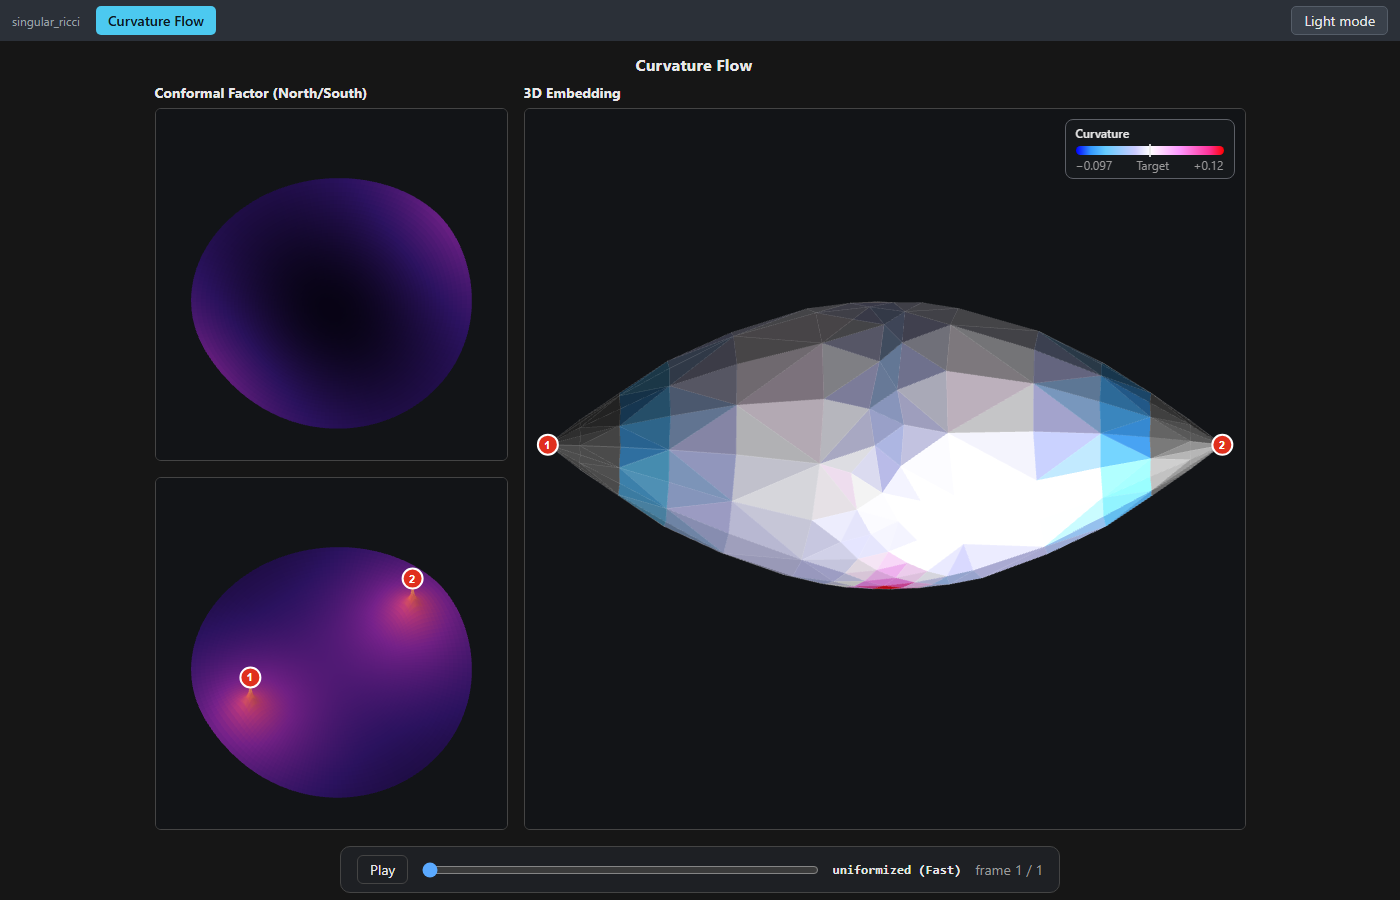 singular_ricci
Curvature Flow
Light mode
Curvature Flow
Conformal Factor (North/South)
3D Embedding
Curvature
−0.097 Target +0.12
1
2
2
1
Play
uniformized (Fast)
frame 1 / 1